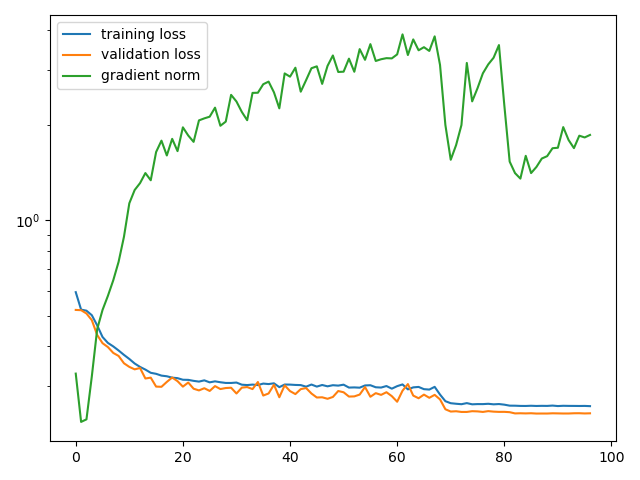 training loss
validation loss
gradient norm
10⁰
0 20 40 60 80 100